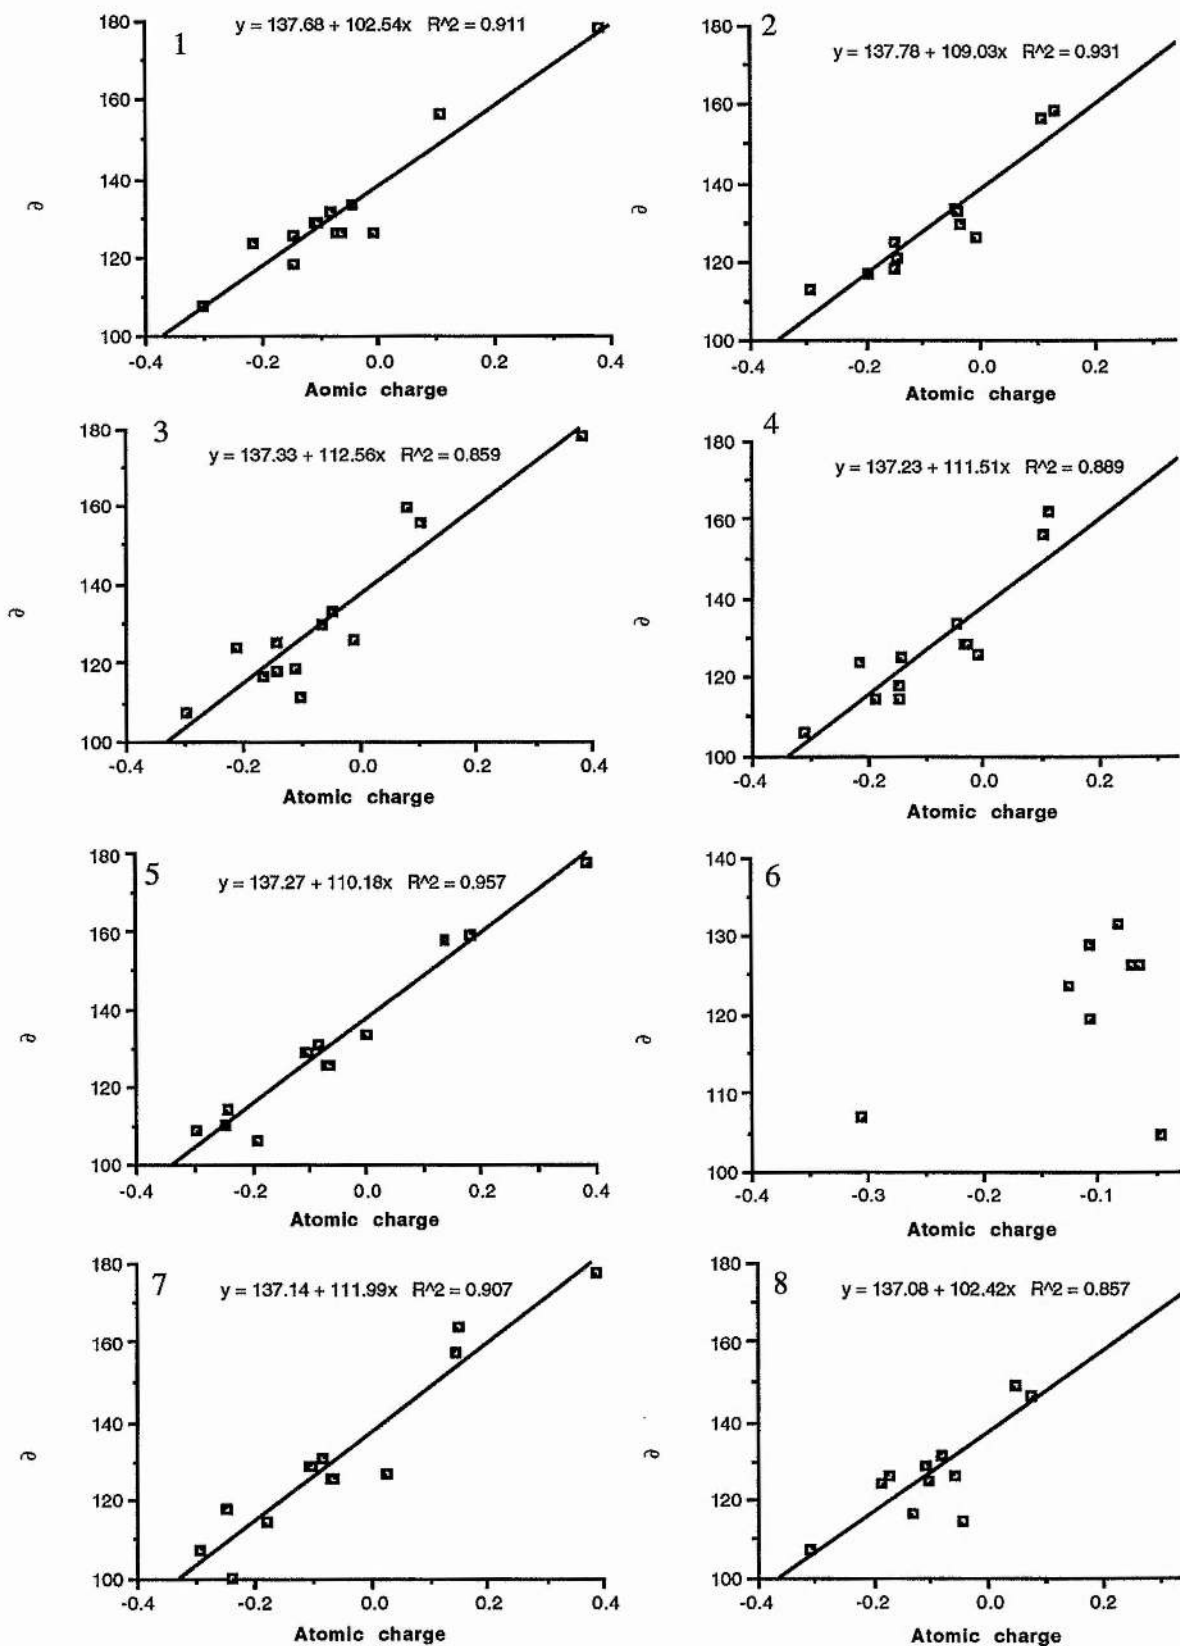 1
y = 137.68 + 102.54x R^2 = 0.911
180
160
140
120
100
-0.4 -0.2 0.0 0.2 0.4
∂
Aomic charge
2
y = 137.78 + 109.03x R^2 = 0.931
180
160
140
120
100
-0.4 -0.2 0.0 0.2
∂
Atomic charge
3
y = 137.33 + 112.56x R^2 = 0.859
180
160
140
120
100
-0.4 -0.2 0.0 0.2 0.4
∂
Atomic charge
4
y = 137.23 + 111.51x R^2 = 0.889
180
160
140
120
100
-0.4 -0.2 0.0 0.2
∂
Atomic charge
5
y = 137.27 + 110.18x R^2 = 0.957
180
160
140
120
100
-0.4 -0.2 0.0 0.2 0.4
∂
Atomic charge
6
140
130
120
110
100
-0.4 -0.3 -0.2 -0.1
∂
Atomic charge
7
y = 137.14 + 111.99x R^2 = 0.907
180
160
140
120
100
-0.4 -0.2 0.0 0.2 0.4
∂
Atomic charge
8
y = 137.08 + 102.42x R^2 = 0.857
180
160
140
120
100
-0.4 -0.2 0.0 0.2
∂
Atomic charge